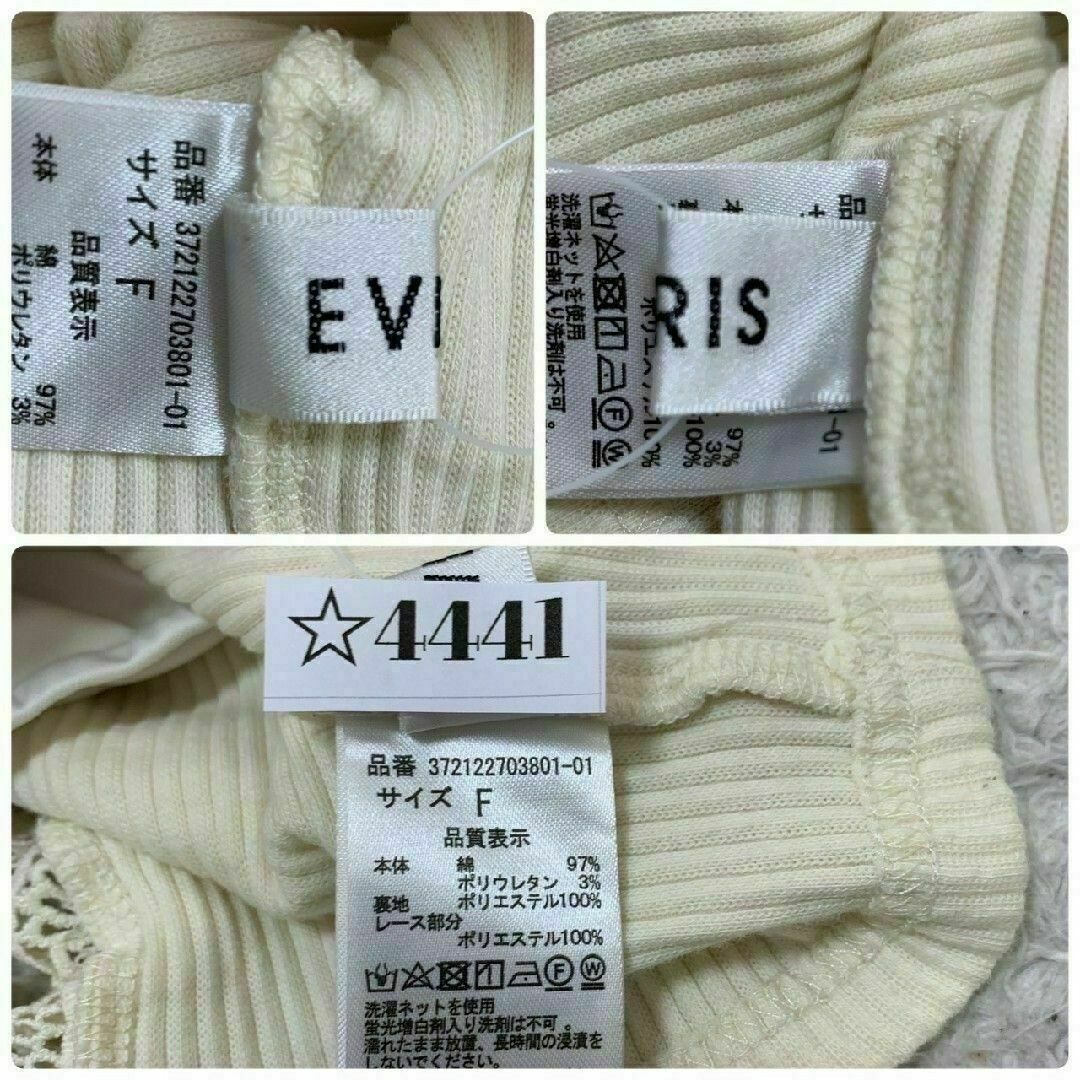 品番 372122703801-01
サイズ F
品質表示
本体 綿 97%
ポリウレタン 3%
EV
洗濯ネットを使用
蛍光増白剤入り洗剤は不可。
RIS
100%
97%
3%
100%
-01
☆4441
品番 372122703801-01
サイズ F
品質表示
本体 綿 97%
ポリウレタン 3%
裏地 ポリエステル100%
レース部分
ポリエステル100%
洗濯ネットを使用
蛍光増白剤入り洗剤は不可。
濡れたまま放置、長時間の浸漬を
しないでください